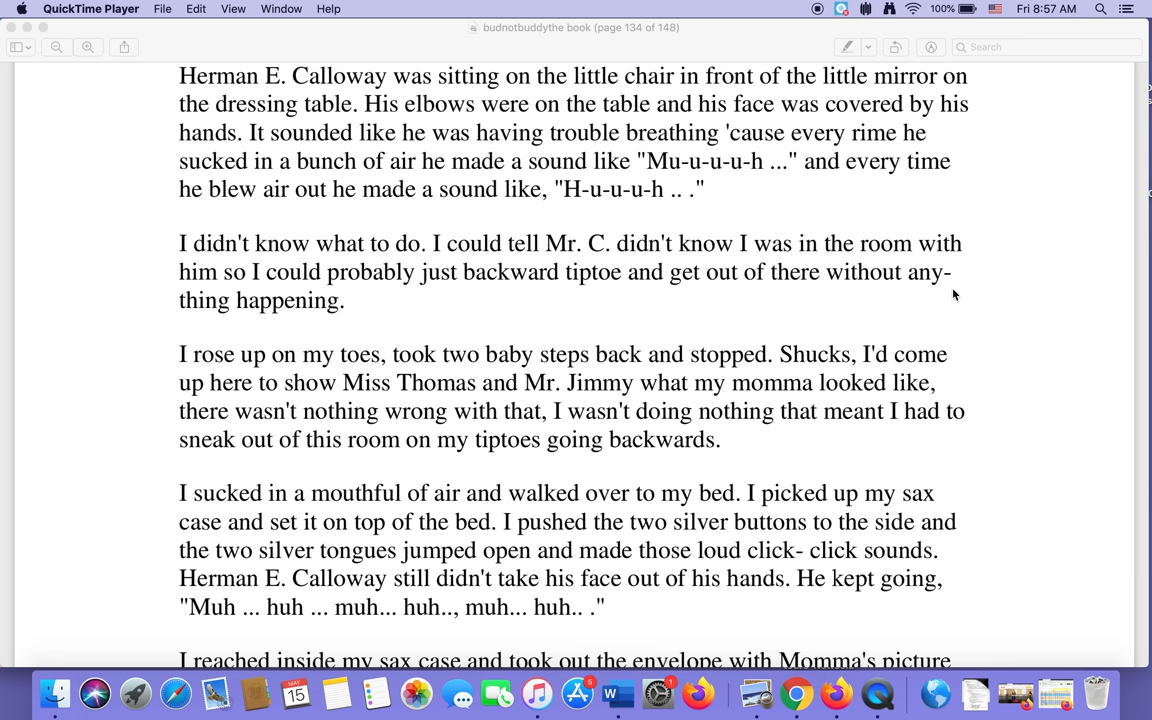 QuickTime Player File Edit View Window Help 100% Fri 8:57 AM
budnotbuddythe book (page 134 of 148)
Search
Herman E. Calloway was sitting on the little chair in front of the little mirror on
the dressing table. His elbows were on the table and his face was covered by his
hands. It sounded like he was having trouble breathing 'cause every rime he
sucked in a bunch of air he made a sound like "Mu-u-u-u-h ..." and every time
he blew air out he made a sound like, "H-u-u-u-h .. ."
I didn't know what to do. I could tell Mr. C. didn't know I was in the room with
him so I could probably just backward tiptoe and get out of there without any-
thing happening.
I rose up on my toes, took two baby steps back and stopped. Shucks, I'd come
up here to show Miss Thomas and Mr. Jimmy what my momma looked like,
there wasn't nothing wrong with that, I wasn't doing nothing that meant I had to
sneak out of this room on my tiptoes going backwards.
I sucked in a mouthful of air and walked over to my bed. I picked up my sax
case and set it on top of the bed. I pushed the two silver buttons to the side and
the two silver tongues jumped open and made those loud click- click sounds.
Herman E. Calloway still didn't take his face out of his hands. He kept going,
"Muh ... huh ... muh... huh.., muh... huh.. ."
I reached inside my sax case and took out the envelope with Momma's picture
MAY
15
5
1